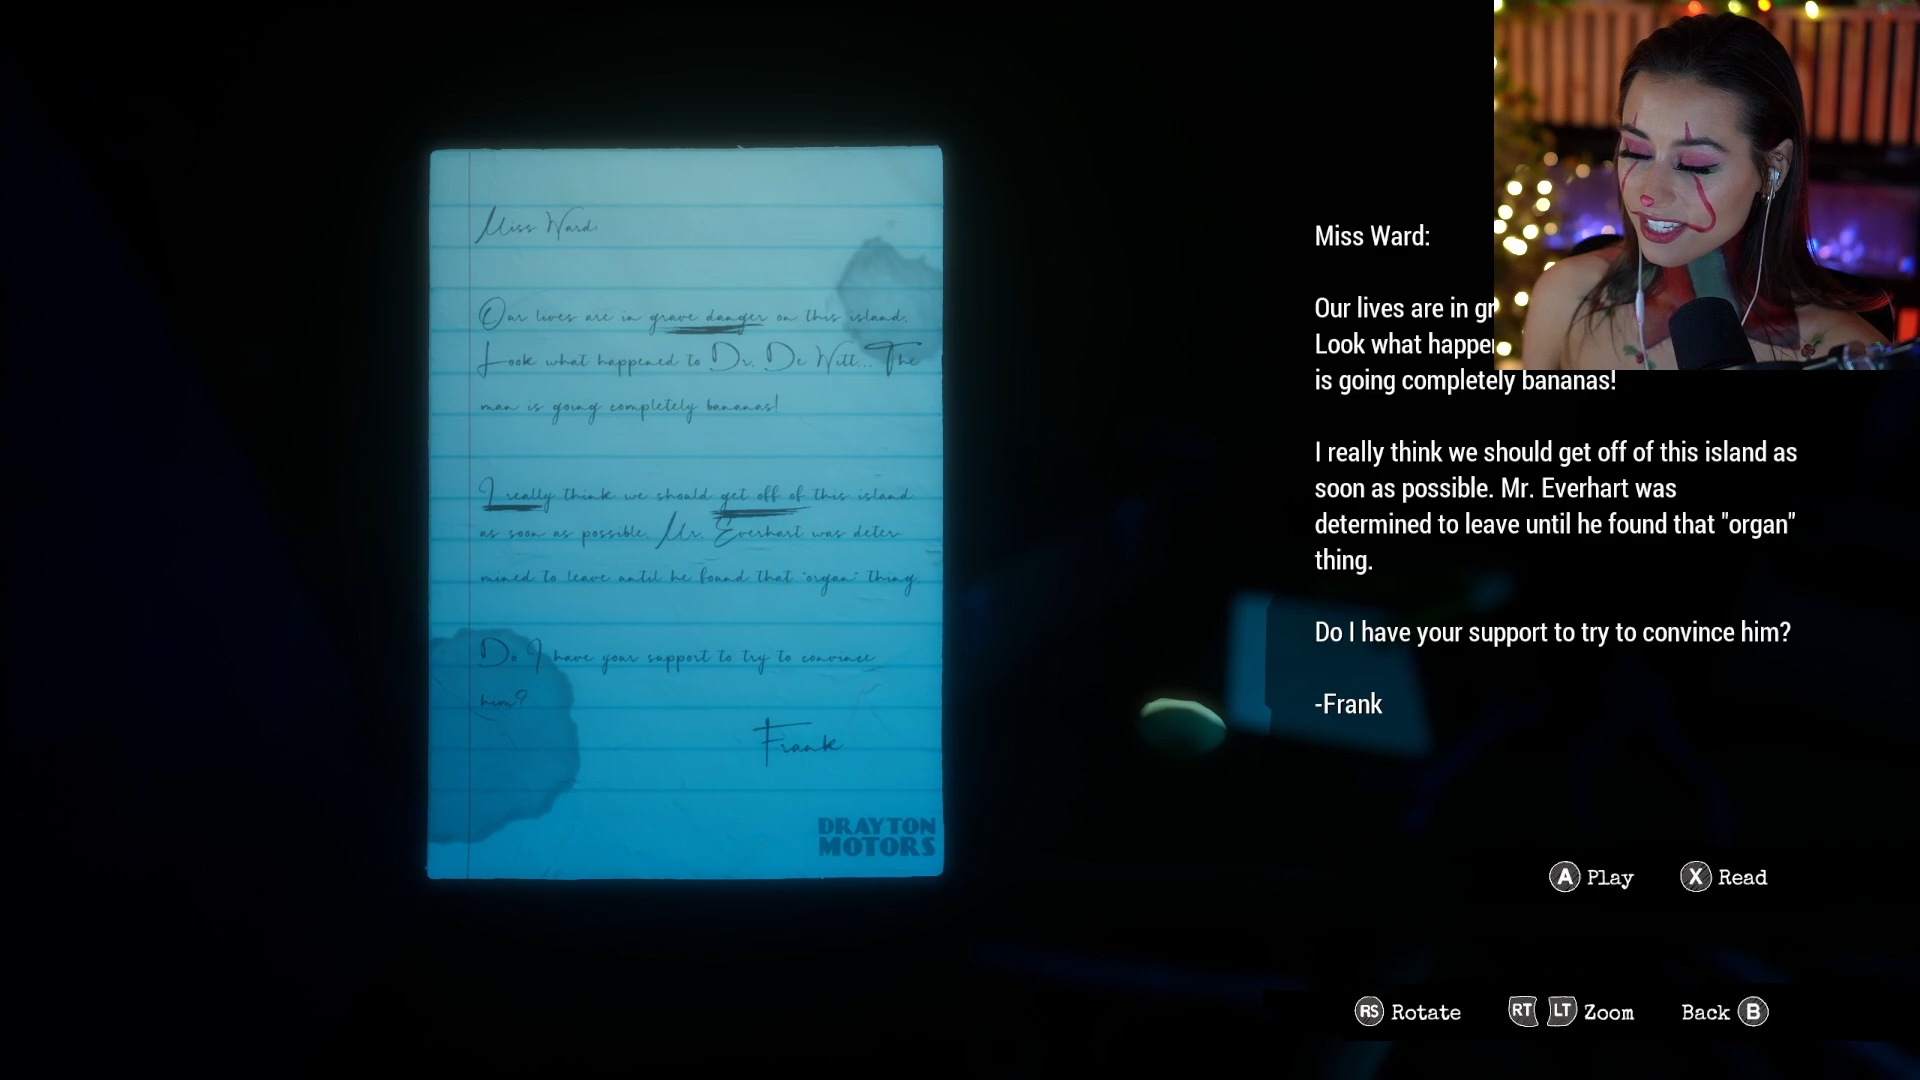 Miss Ward:
Our lives are in grave danger on this island.
Look what happened to Dr. De Witt... The
man is going completely bananas!
I really think we should get off of this island
as soon as possible. Mr. Everhart was deter-
mined to leave until he found that "organ" thing.
Do I have your support to try to convince
him?
Frank
DRAYTON
MOTORS
Miss Ward:
Our lives are in gr
Look what happe
is going completely bananas!
I really think we should get off of this island as
soon as possible. Mr. Everhart was
determined to leave until he found that "organ"
thing.
Do I have your support to try to convince him?
-Frank
A Play X Read
RS Rotate RT LT Zoom Back B